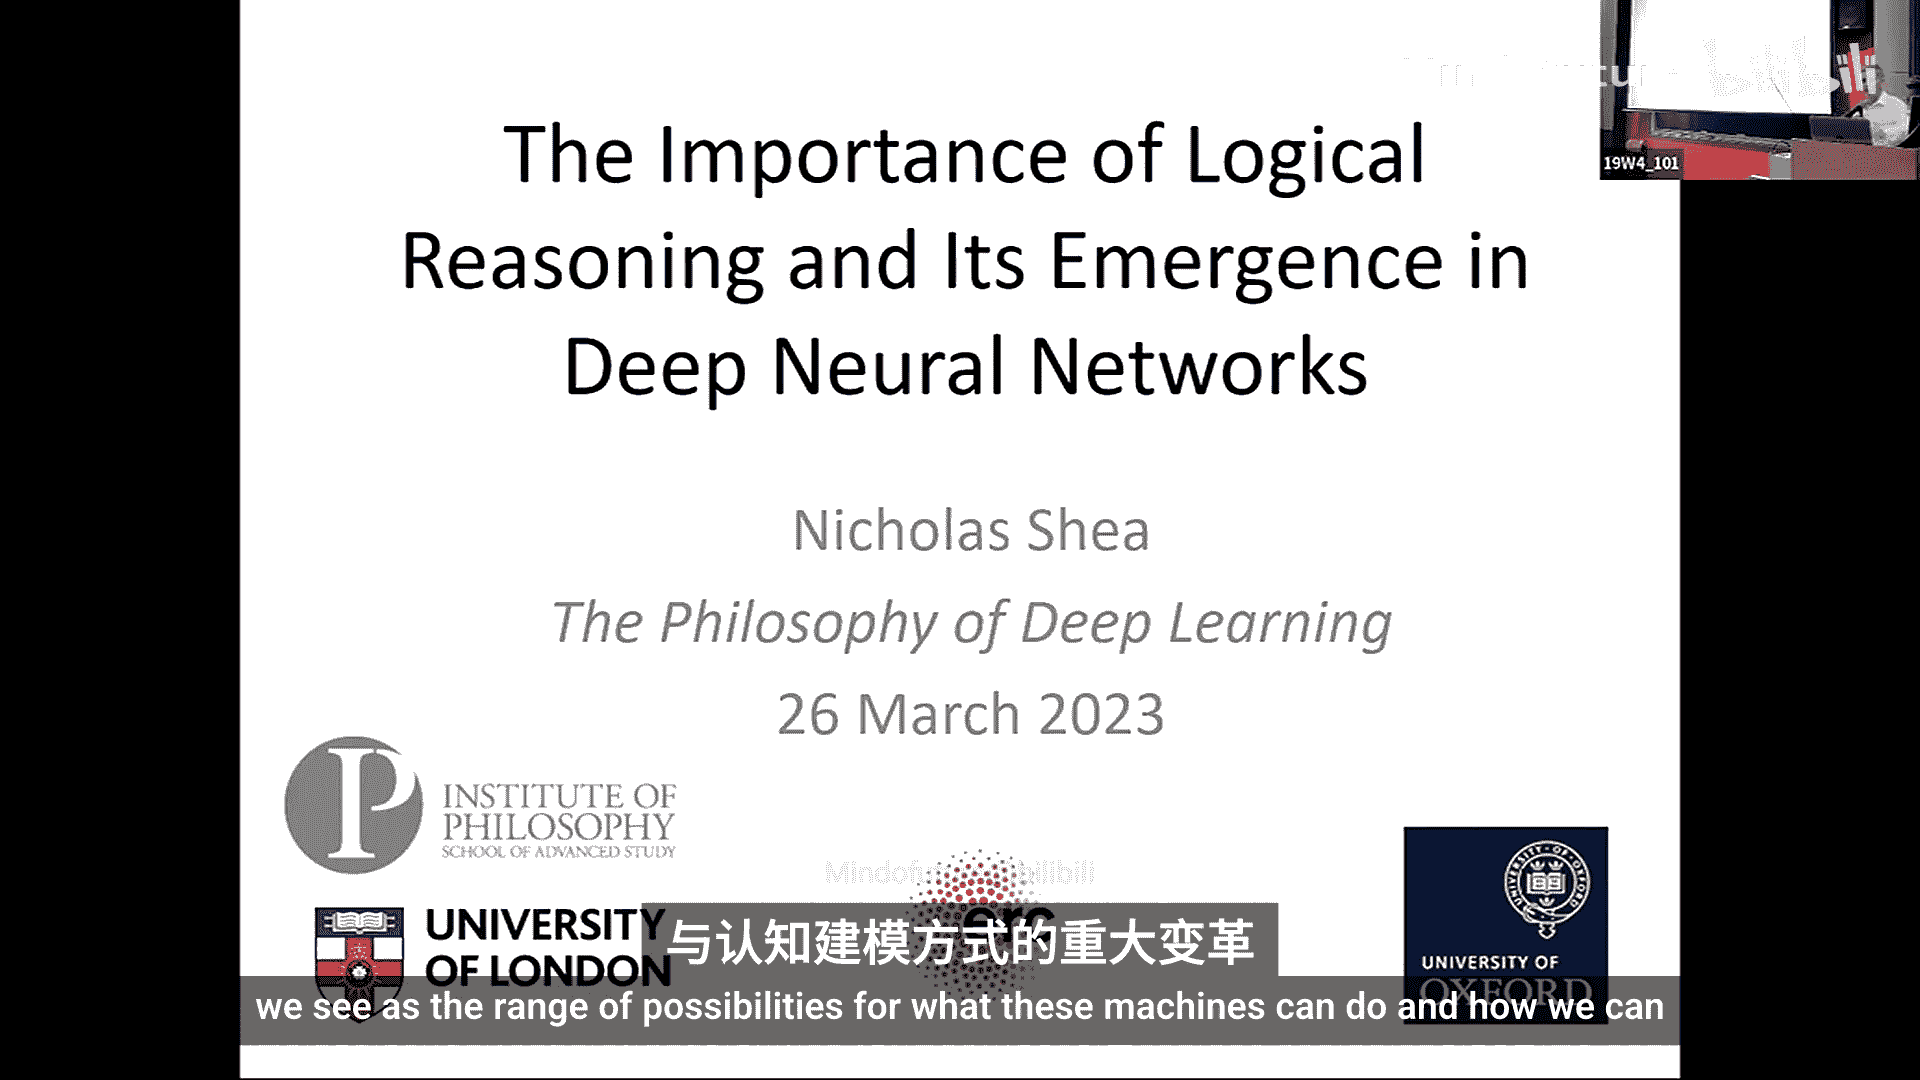 The Importance of Logical
Reasoning and Its Emergence in
Deep Neural Networks
19W4_101
Nicholas Shea
The Philosophy of Deep Learning
26 March 2023
INSTITUTE OF
PHILOSOPHY
SCHOOL OF ADVANCED STUDY
UNIVERSITY
OF LONDON
erc
UNIVERSITY OF
OXFORD
与认知建模方式的重大变革
we see as the range of possibilities for what these machines can do and how we can